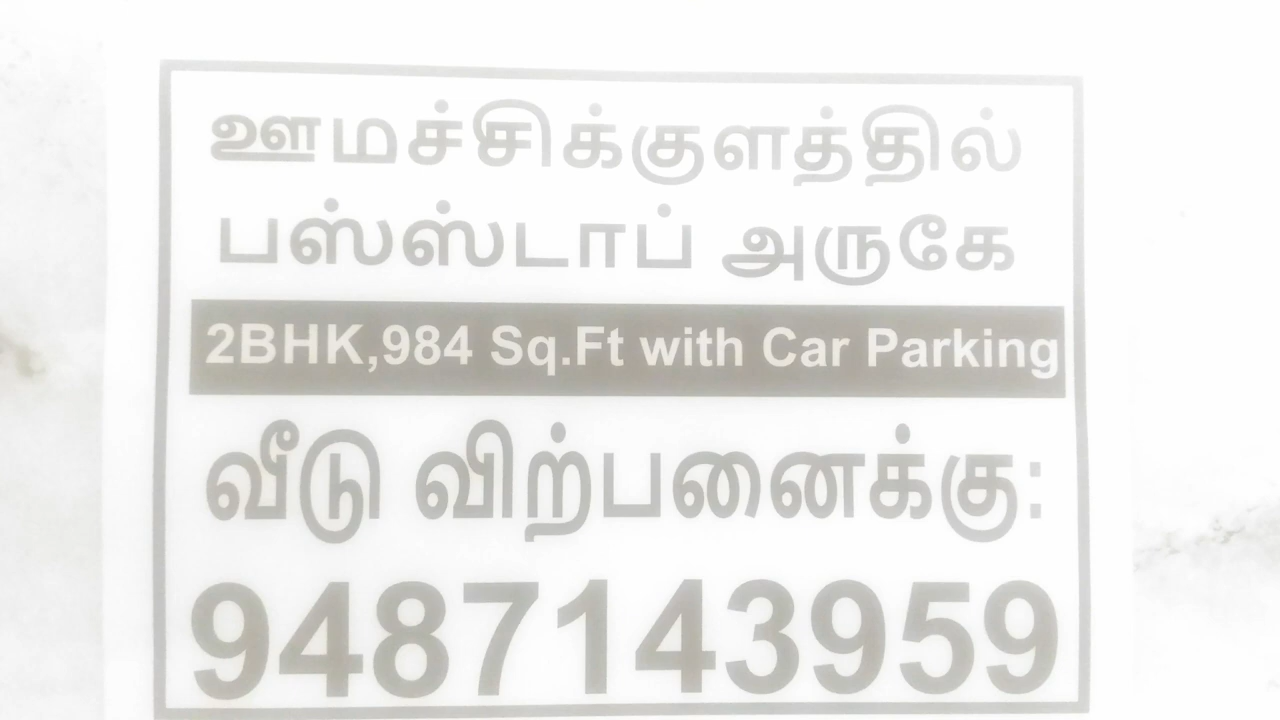 ஊமச்சிக்குளத்தில்
பஸ்ஸ்டாப் அருகே
2BHK,984 Sq.Ft with Car Parking
வீடு விற்பனைக்கு:
9487143959